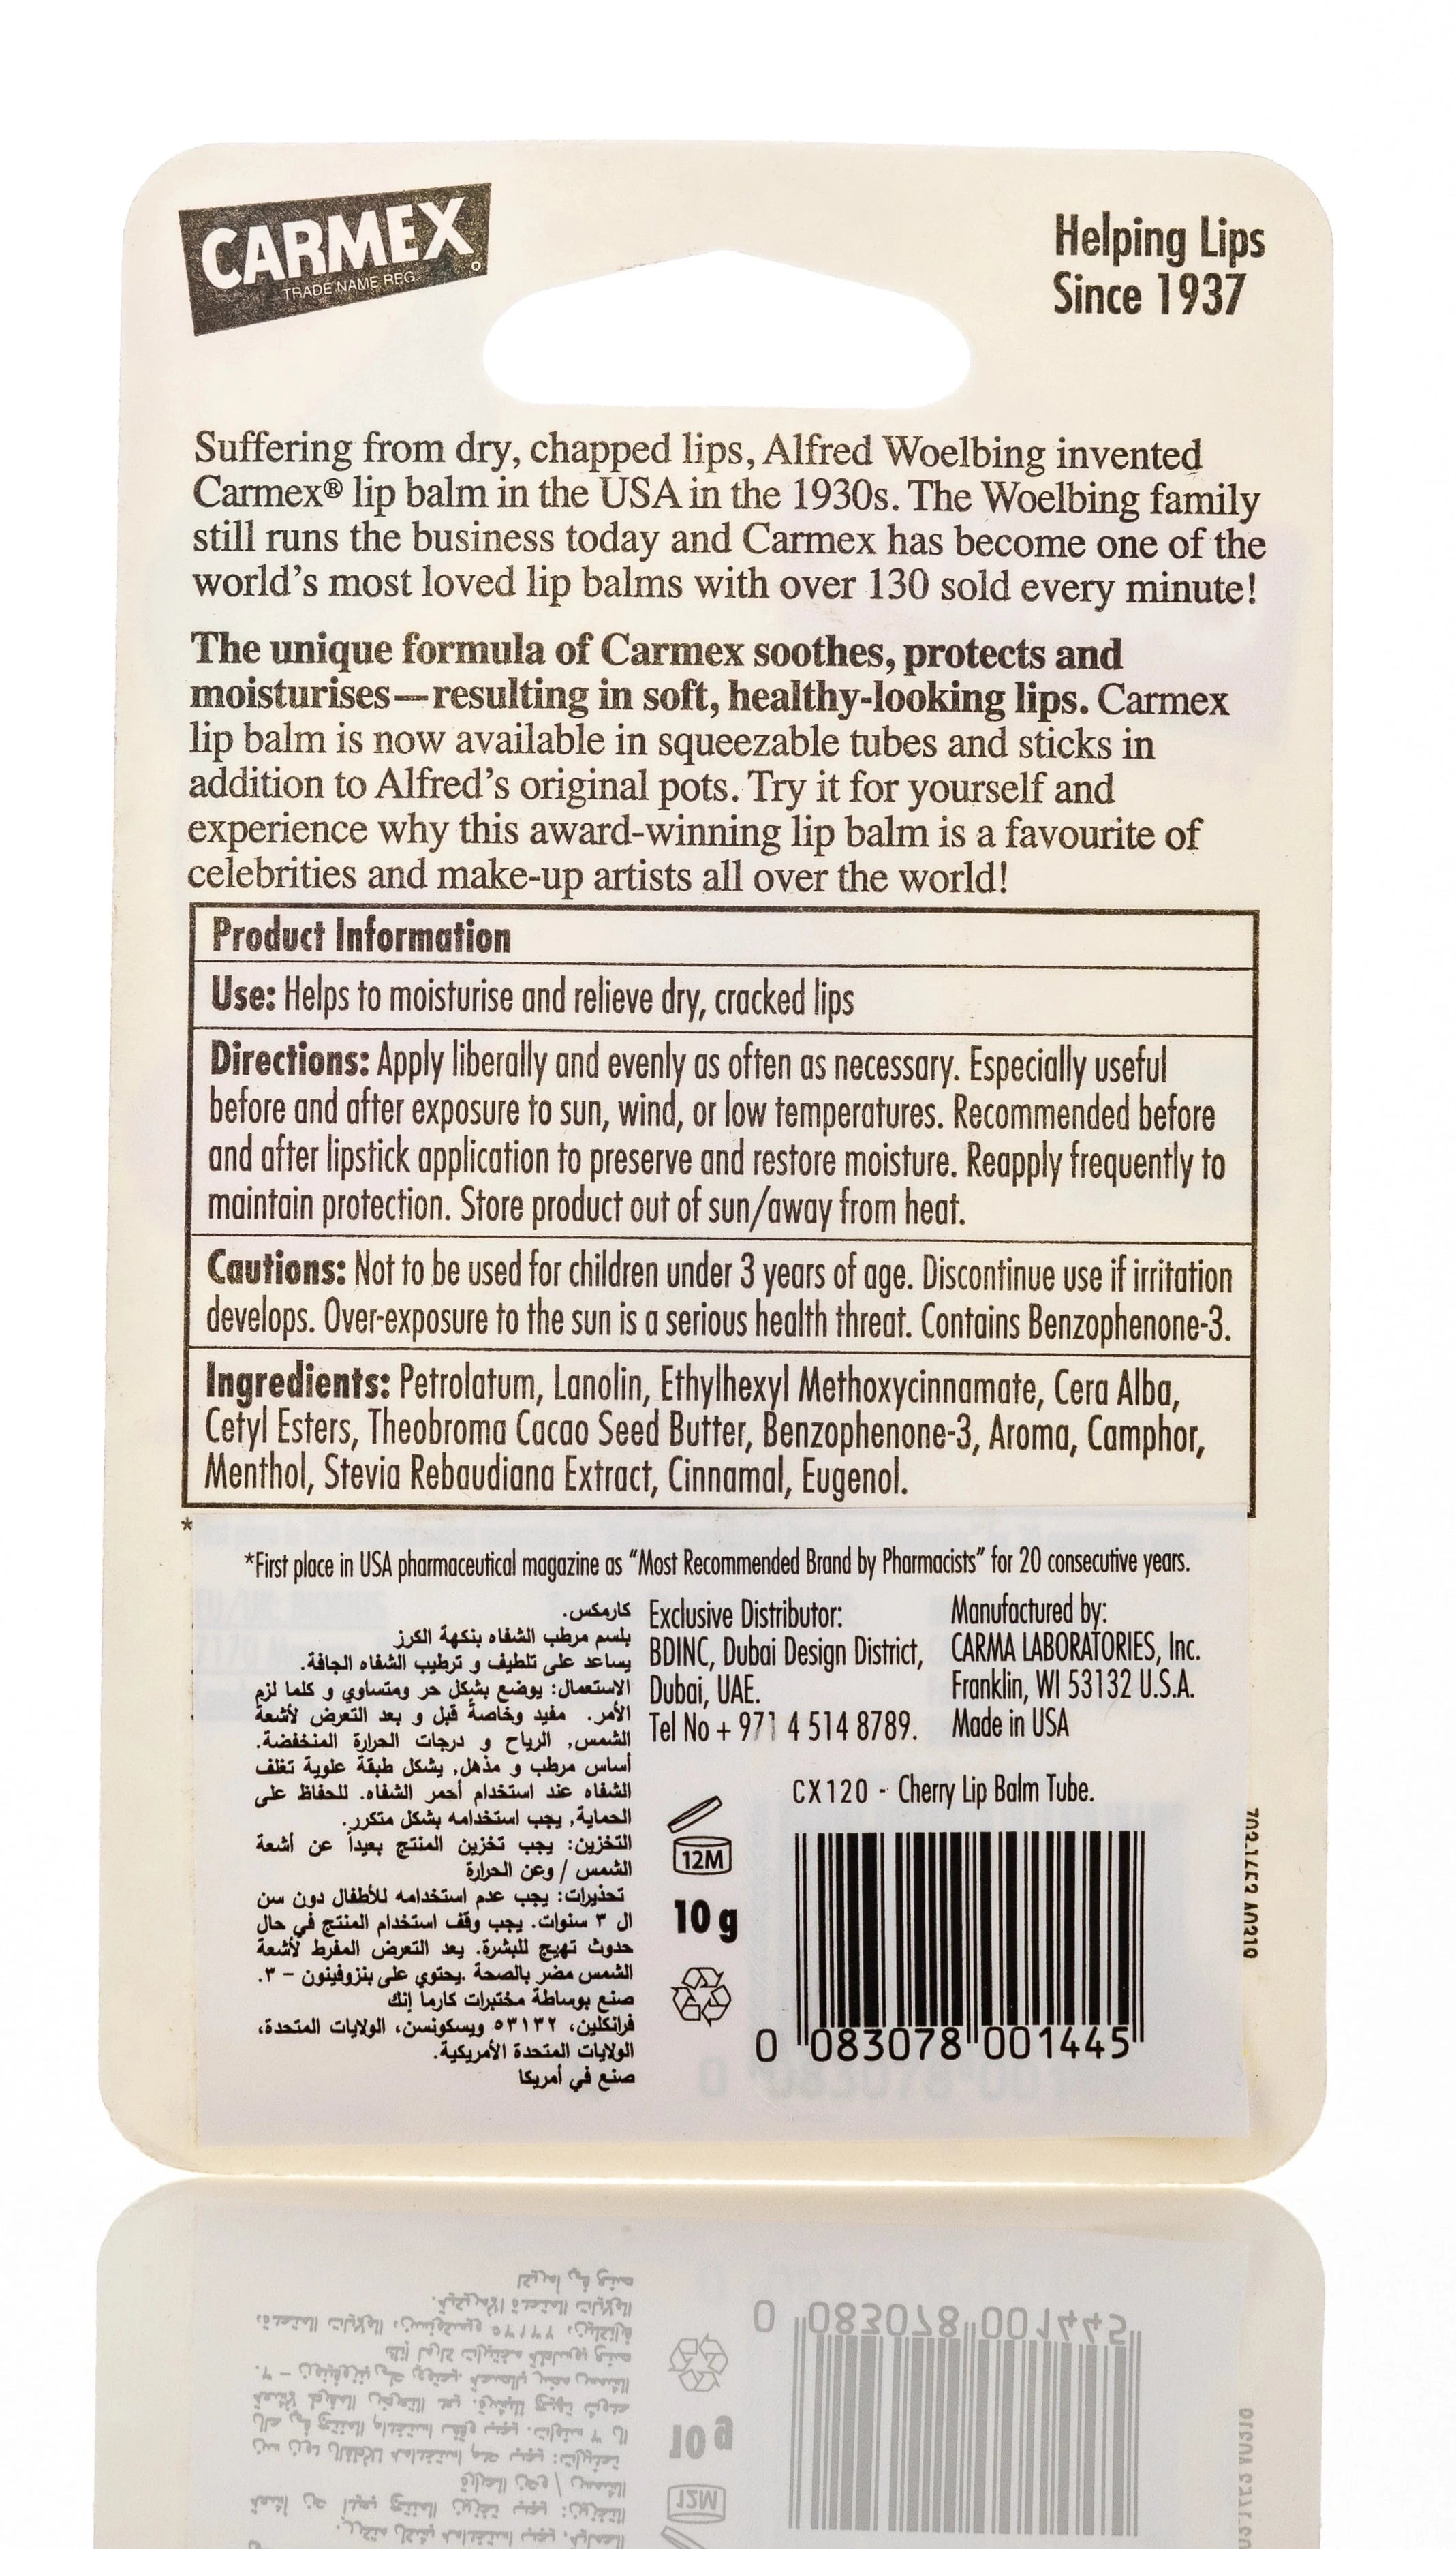 CARMEX
TRADE NAME REG.
Helping Lips
Since 1937
Suffering from dry, chapped lips, Alfred Woelbing invented
Carmex® lip balm in the USA in the 1930s. The Woelbing family
still runs the business today and Carmex has become one of the
world's most loved lip balms with over 130 sold every minute!
The unique formula of Carmex soothes, protects and
moisturises—resulting in soft, healthy-looking lips. Carmex
lip balm is now available in squeezable tubes and sticks in
addition to Alfred's original pots. Try it for yourself and
experience why this award-winning lip balm is a favourite of
celebrities and make-up artists all over the world!
Product Information
Use: Helps to moisturise and relieve dry, cracked lips
Directions: Apply liberally and evenly as often as necessary. Especially useful
before and after exposure to sun, wind, or low temperatures. Recommended before
and after lipstick application to preserve and restore moisture. Reapply frequently to
maintain protection. Store product out of sun/away from heat.
Cautions: Not to be used for children under 3 years of age. Discontinue use if irritation
develops. Over-exposure to the sun is a serious health threat. Contains Benzophenone-3.
Ingredients: Petrolatum, Lanolin, Ethylhexyl Methoxycinnamate, Cera Alba,
Cetyl Esters, Theobroma Cacao Seed Butter, Benzophenone-3, Aroma, Camphor,
Menthol, Stevia Rebaudiana Extract, Cinnamal, Eugenol.
*
*First place in USA pharmaceutical magazine as "Most Recommended Brand by Pharmacists" for 20 consecutive years.
كارمكس.
بلسم مرطب الشفاه بنكهة الكرز
يساعد على تلطيف و ترطيب الشفاه الجافة.
الاستعمال: يوضع بشكل حر ومتساوي و كلما لزم
الأمر. مفيد وخاصة قبل و بعد التعرض لأشعة
الشمس, الرياح و درجات الحرارة المنخفضة.
أساس مرطب و مذهل, يشكل طبقة علوية تغلف
الشفاه عند استخدام أحمر الشفاه. للحفاظ على
الحماية, يجب استخدامه بشكل متكرر.
التخزين: يجب تخزين المنتج بعيداً عن أشعة
الشمس / وعن الحرارة
تحذيرات: يجب عدم استخدامه للأطفال دون سن
ال ٣ سنوات. يجب وقف استخدام المنتج في حال
حدوث تهيج للبشرة. يعد التعرض المفرط لأشعة
الشمس مضر بالصحة .يحتوي على بنزوفينون - ٣.
صنع بوساطة مختبرات كارما إنك
فرانكلين، ٥٣١٣٢ ويسكونسن، الولايات المتحدة،
الولايات المتحدة الأمريكية.
صنع في أمريكا
Exclusive Distributor:
BDINC, Dubai Design District,
Dubai, UAE.
Tel No + 971 4 514 8789.
Manufactured by:
CARMA LABORATORIES, Inc.
Franklin, WI 53132 U.S.A.
Made in USA
CX120 - Cherry Lip Balm Tube.
12M
10 g
0 083078 001445